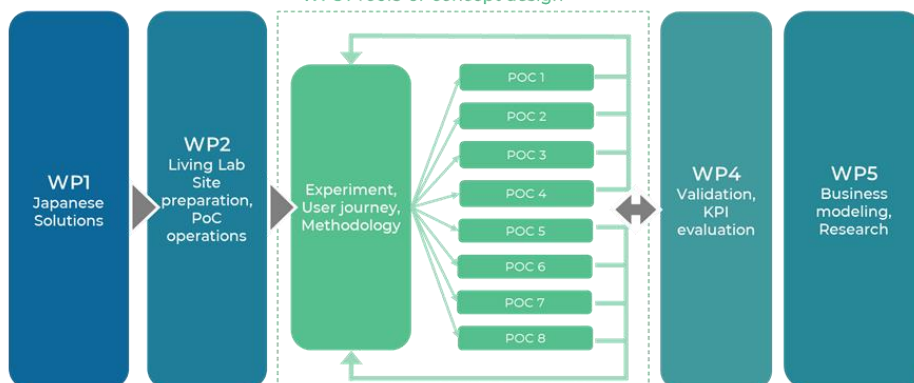 WP1
Japanese
Solutions
WP2
Living Lab
Site
preparation,
PoC
operations
Experiment,
User journey,
Methodology
POC 1
POC 2
POC 3
POC 4
POC 5
POC 6
POC 7
POC 8
WP4
Validation,
KPI
evaluation
WP5
Business
modeling,
Research